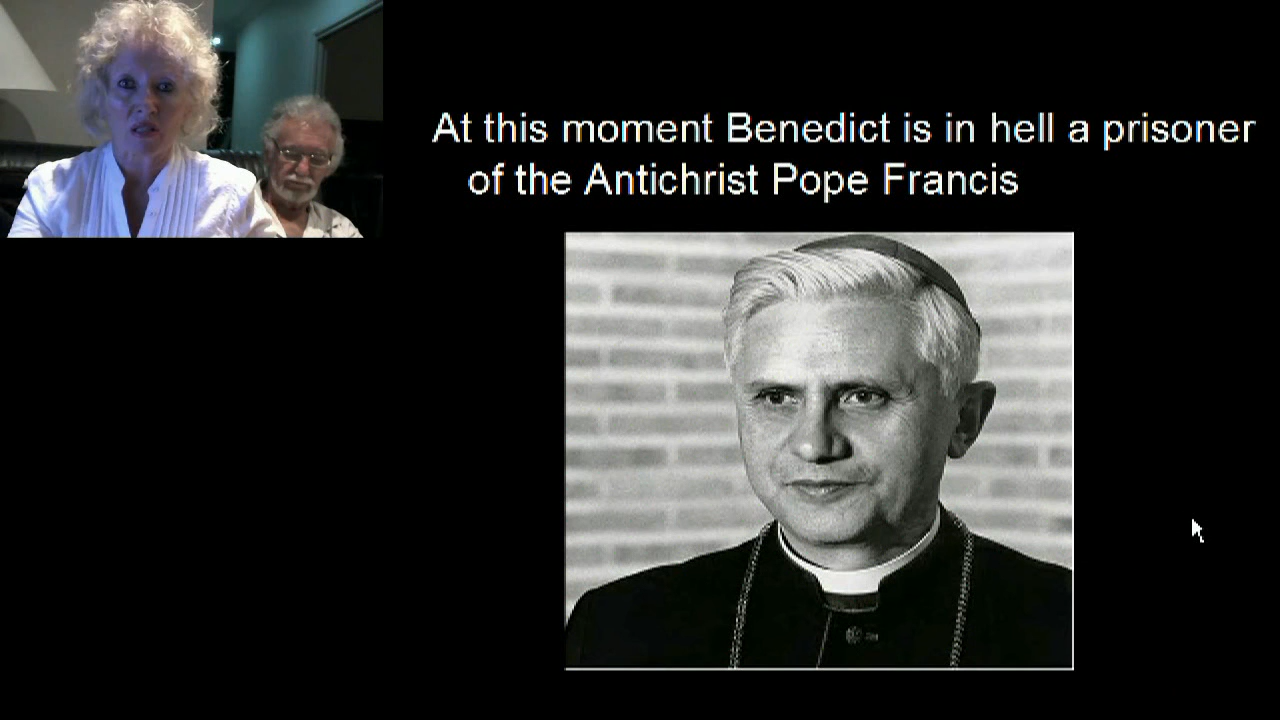 At this moment Benedict is in hell a prisoner
of the Antichrist Pope Francis